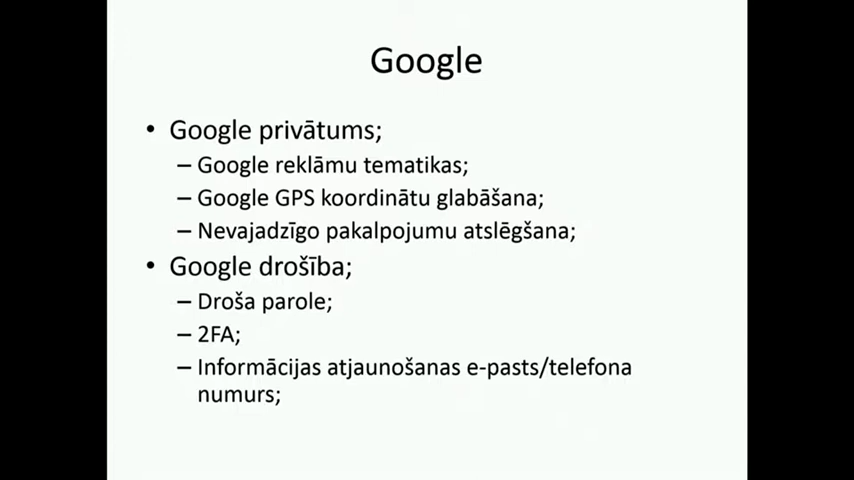 Google
• Google privātums;
– Google reklāmu tematikas;
– Google GPS koordinātu glabāšana;
– Nevajadzīgo pakalpojumu atslēgšana;
• Google drošība;
– Droša parole;
– 2FA;
– Informācijas atjaunošanas e-pasts/telefona
numurs;